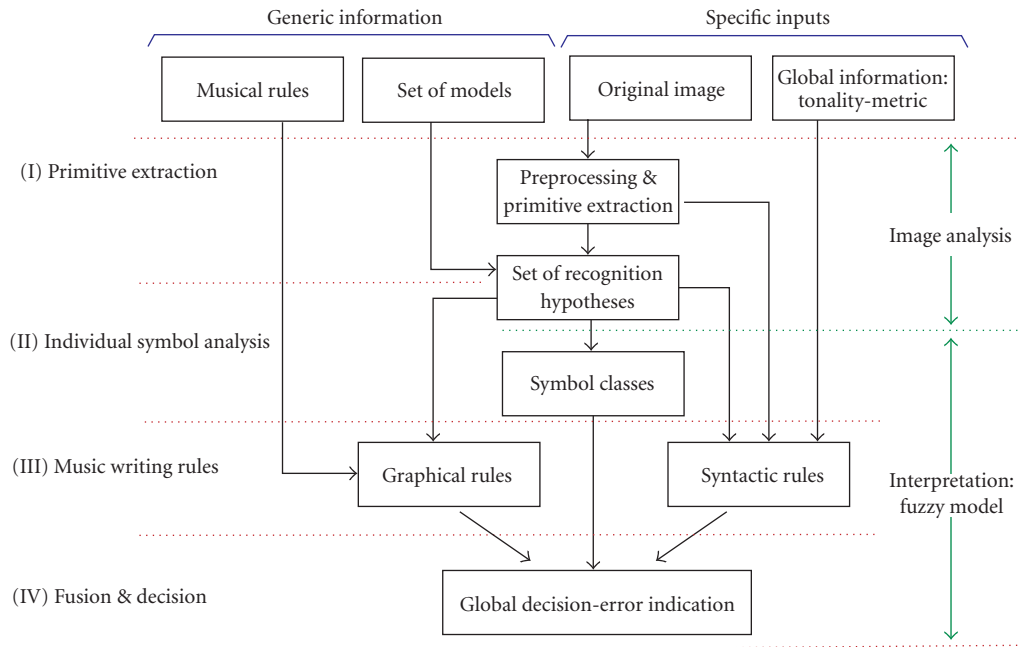 Generic information
Specific inputs
Musical rules
Set of models
Original image
Global information:
tonality-metric
(I) Primitive extraction
Preprocessing &
primitive extraction
Image analysis
Set of recognition
hypotheses
(II) Individual symbol analysis
Symbol classes
(III) Music writing rules
Graphical rules
Syntactic rules
Interpretation:
fuzzy model
(IV) Fusion & decision
Global decision-error indication